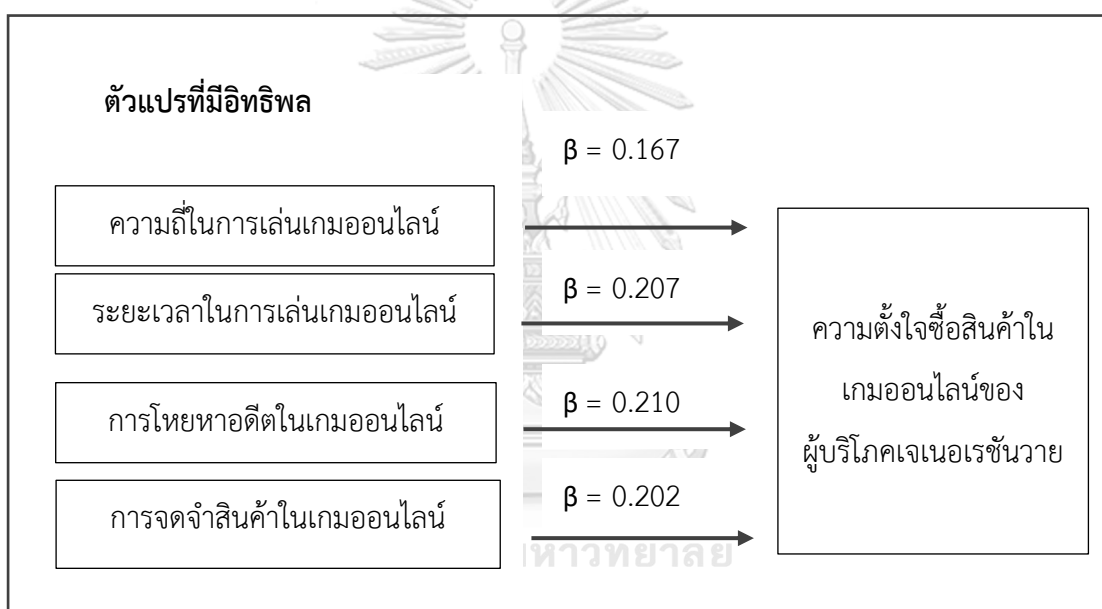 ตัวแปรที่มีอิทธิพล
β = 0.167
ความถี่ในการเล่นเกมออนไลน์
β = 0.207
ระยะเวลาในการเล่นเกมออนไลน์
ความตั้งใจซื้อสินค้าใน
เกมออนไลน์ของ
ผู้บริโภคเจเนอเรชันวาย
β = 0.210
การโหยหาอดีตในเกมออนไลน์
β = 0.202
การจดจำสินค้าในเกมออนไลน์
หาวิทยาลัย